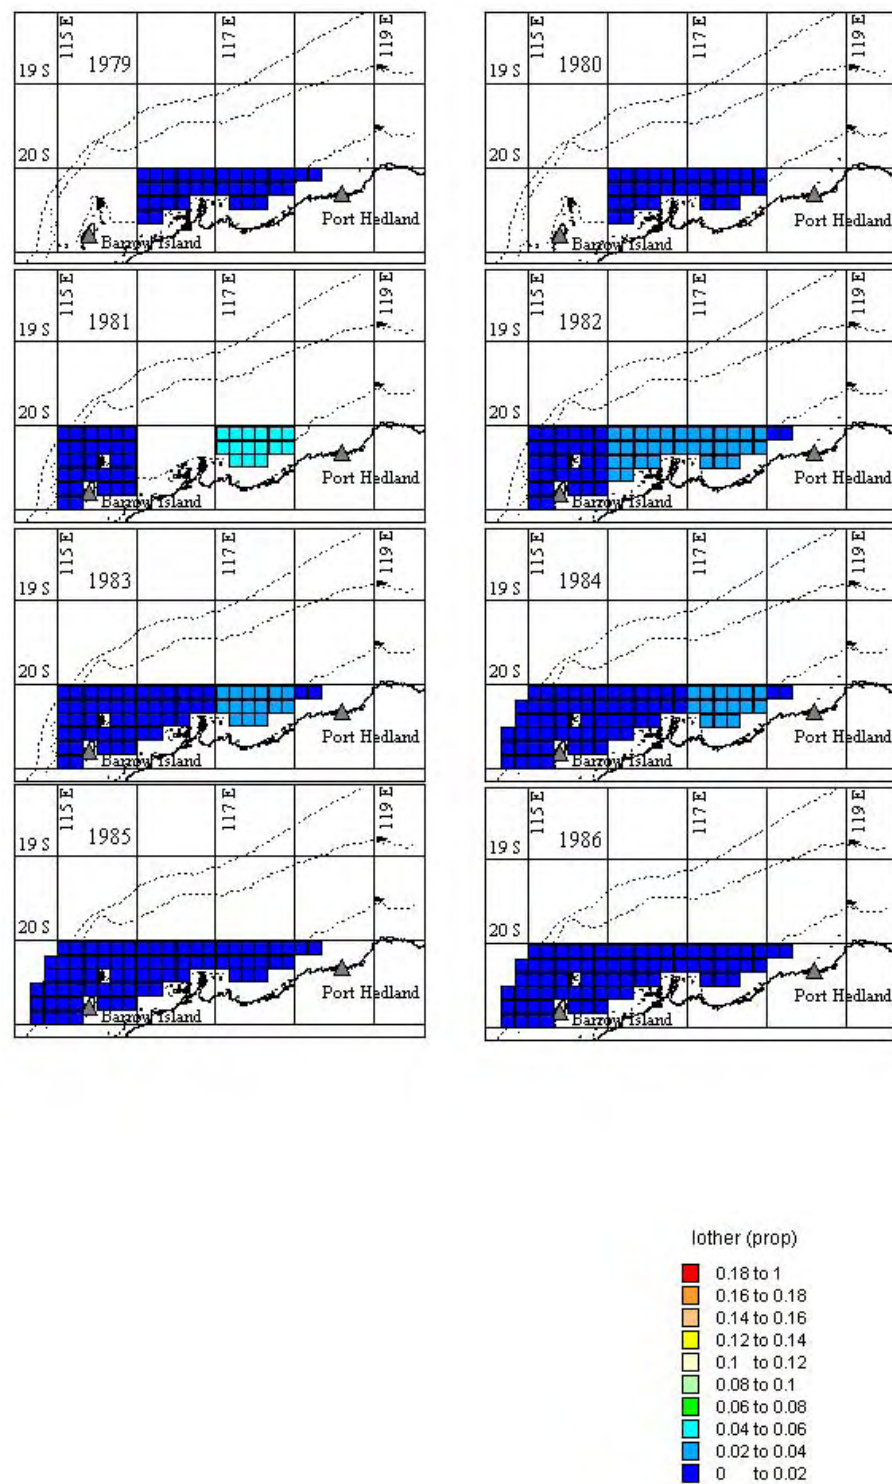 115 E
117 E
119 E
19 S
1979
20 S
Port Hedland
Barrow Island
115 E
117 E
119 E
19 S
1980
20 S
Port Hedland
Barrow Island
115 E
117 E
119 E
19 S
1981
20 S
Port Hedland
Barrow Island
115 E
117 E
119 E
19 S
1982
20 S
Port Hedland
Barrow Island
115 E
117 E
119 E
19 S
1983
20 S
Port Hedland
Barrow Island
115 E
117 E
119 E
19 S
1984
20 S
Port Hedland
Barrow Island
115 E
117 E
119 E
19 S
1985
20 S
Port Hedland
Barrow Island
115 E
117 E
119 E
19 S
1986
20 S
Port Hedland
Barrow Island
lother (prop)
0.18 to 1
0.16 to 0.18
0.14 to 0.16
0.12 to 0.14
0.1 to 0.12
0.08 to 0.1
0.06 to 0.08
0.04 to 0.06
0.02 to 0.04
0 to 0.02